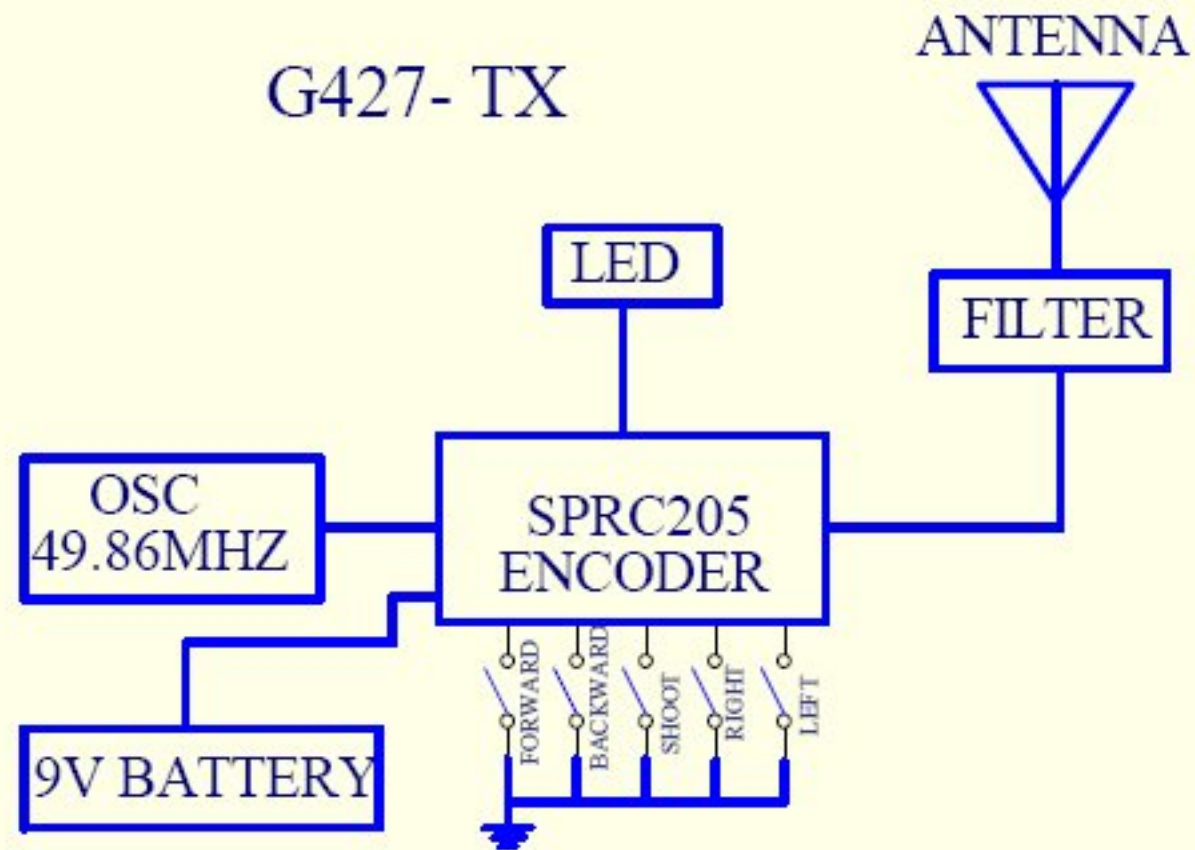 ANTENNA
G427- TX
LED
FILTER
OSC
49.86MHZ
SPRC205
ENCODER
FORWARD
BACKWARD
SHOOT
RIGHT
LEFT
9V BATTERY